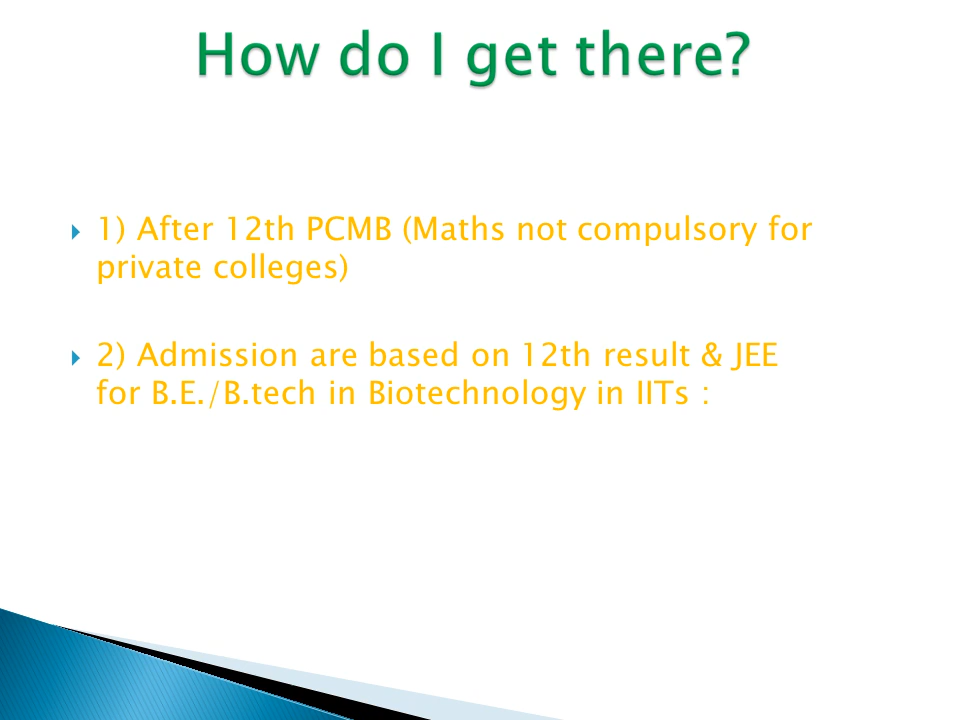 How do I get there?
1) After 12th PCMB (Maths not compulsory for
private colleges)
2) Admission are based on 12th result & JEE
for B.E./B.tech in Biotechnology in IITs :